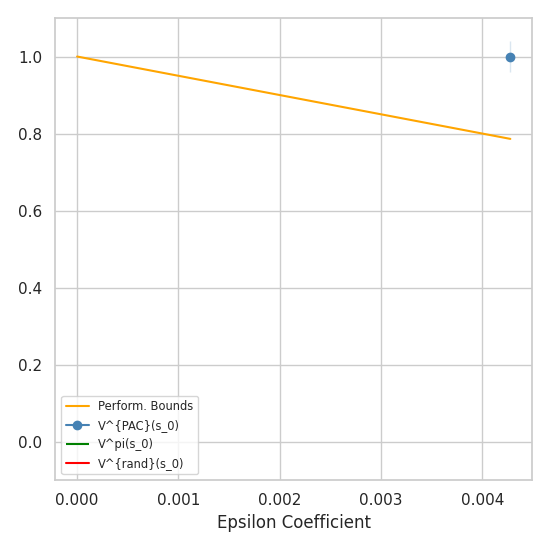 1.0
0.8
0.6
0.4
0.2
0.0
Perform. Bounds
V^{PAC}(s_0)
V^pi(s_0)
V^{rand}(s_0)
0.000 0.001 0.002 0.003 0.004
Epsilon Coefficient